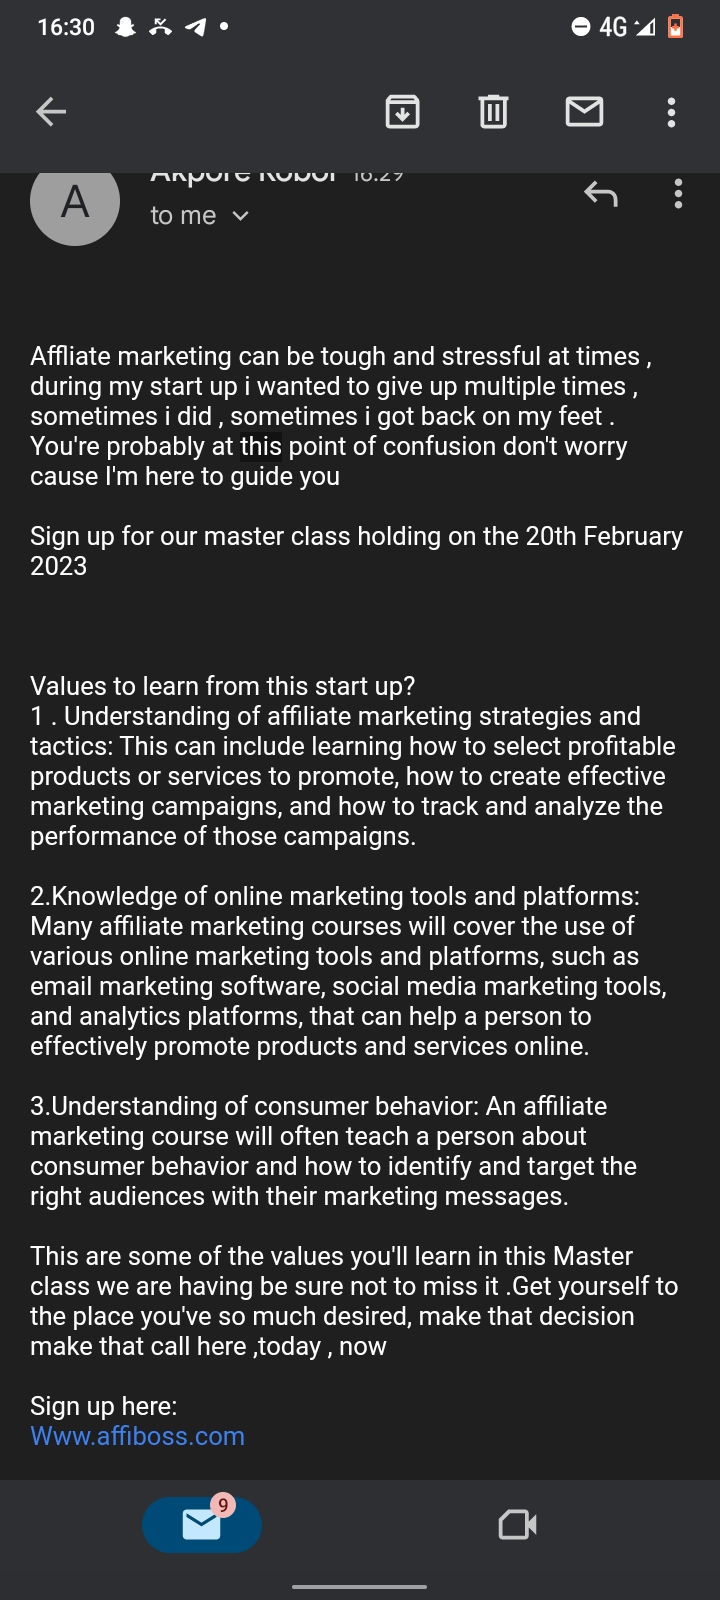 16:30
4G
A
Akpore Robor 16:29
to me
Affliate marketing can be tough and stressful at times ,
during my start up i wanted to give up multiple times ,
sometimes i did , sometimes i got back on my feet .
You're probably at this point of confusion don't worry
cause I'm here to guide you
Sign up for our master class holding on the 20th February
2023
Values to learn from this start up?
1 . Understanding of affiliate marketing strategies and
tactics: This can include learning how to select profitable
products or services to promote, how to create effective
marketing campaigns, and how to track and analyze the
performance of those campaigns.
2.Knowledge of online marketing tools and platforms:
Many affiliate marketing courses will cover the use of
various online marketing tools and platforms, such as
email marketing software, social media marketing tools,
and analytics platforms, that can help a person to
effectively promote products and services online.
3.Understanding of consumer behavior: An affiliate
marketing course will often teach a person about
consumer behavior and how to identify and target the
right audiences with their marketing messages.
This are some of the values you'll learn in this Master
class we are having be sure not to miss it .Get yourself to
the place you've so much desired, make that decision
make that call here ,today , now
Sign up here:
Www.affiboss.com
9